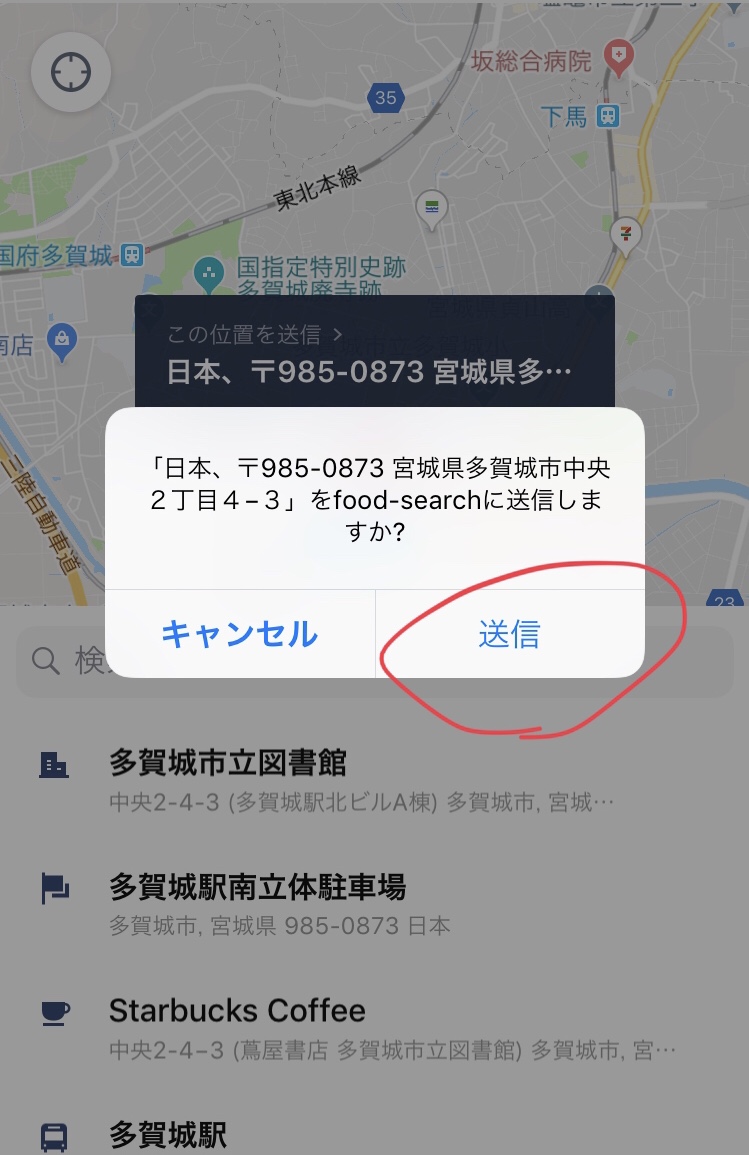 坂総合病院
35
下馬
東北本線
国府多賀城
国指定特別史跡
多賀城廃寺跡
南店
この位置を送信 >
日本、〒985-0873 宮城県多…
「日本、〒985-0873 宮城県多賀城市中央
２丁目４−３」をfood-searchに送信しま
すか?
三陸自動車道
23
キャンセル
送信
多賀城市立図書館
中央2-4-3 (多賀城駅北ビルA棟) 多賀城市, 宮城…
多賀城駅南立体駐車場
多賀城市, 宮城県 985-0873 日本
Starbucks Coffee
中央2-4−3 (蔦屋書店 多賀城市立図書館) 多賀城市, 宮…
多賀城駅